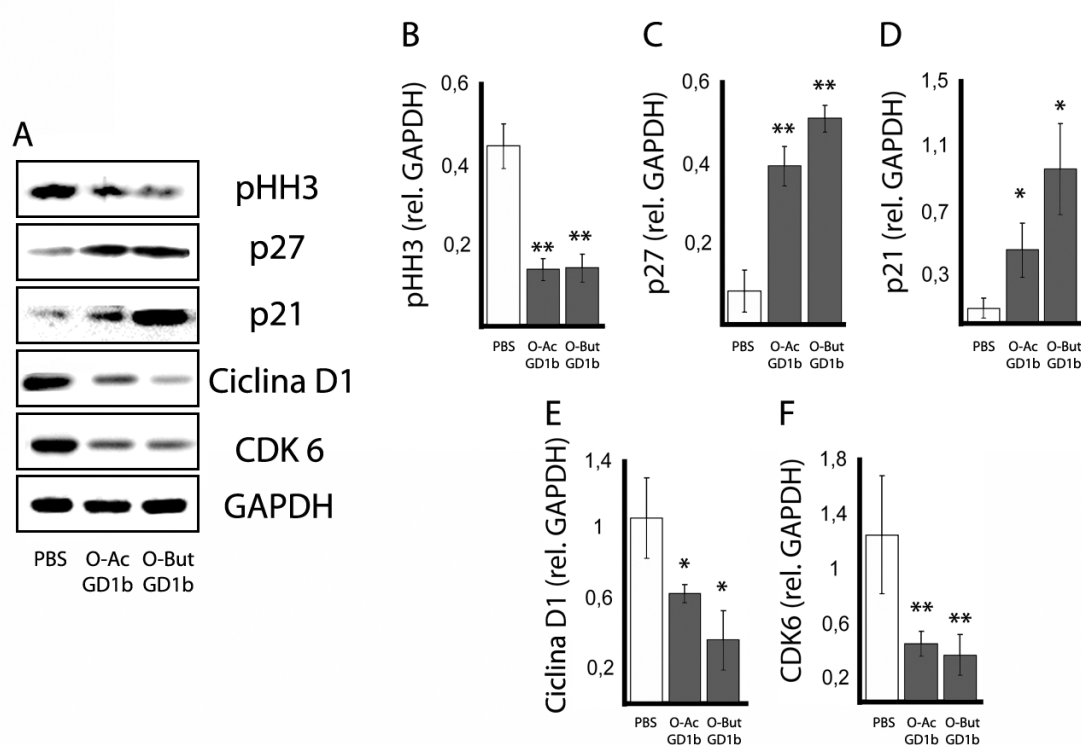 A
pHH3
p27
p21
Ciclina D1
CDK 6
GAPDH
PBS
O-Ac
GD1b
O-But
GD1b
B
pHH3 (rel. GAPDH)
0,6
0,4
0,2
**
**
PBS
O-Ac
GD1b
O-But
GD1b
C
p27 (rel. GAPDH)
0,6
0,4
0,2
**
**
PBS
O-Ac
GD1b
O-But
GD1b
D
p21 (rel. GAPDH)
1,5
1,1
0,7
0,3
*
*
PBS
O-Ac
GD1b
O-But
GD1b
E
Ciclina D1 (rel. GAPDH)
1,4
1
0,6
0,2
*
*
PBS
O-Ac
GD1b
O-But
GD1b
F
CDK6 (rel. GAPDH)
1,8
1,4
1
0,6
0,2
**
**
PBS
O-Ac
GD1b
O-But
GD1b